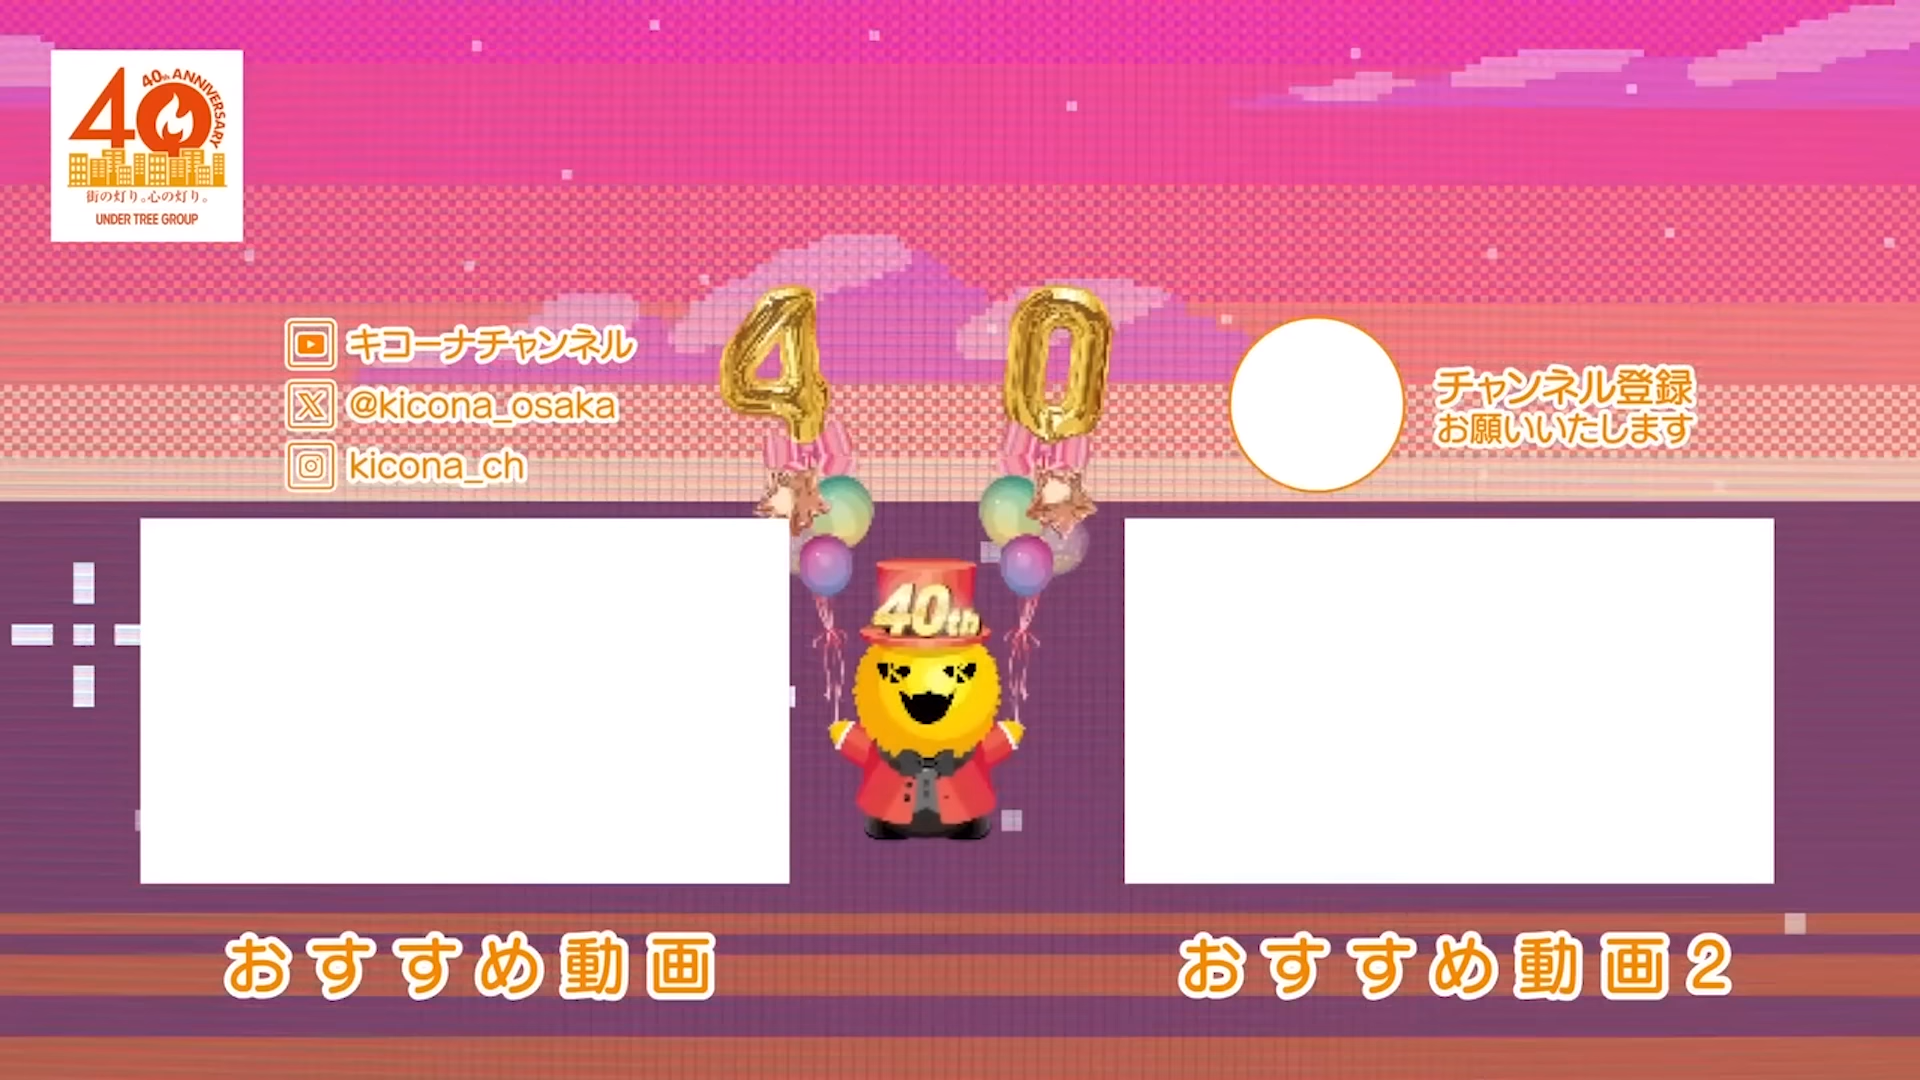 40
40th ANNIVERSARY
街の灯り。心の灯り。
UNDER TREE GROUP
キコーナチャンネル
@kicona_osaka
kicona_ch
40
チャンネル登録
お願いいたします
40th
おすすめ動画
おすすめ動画2